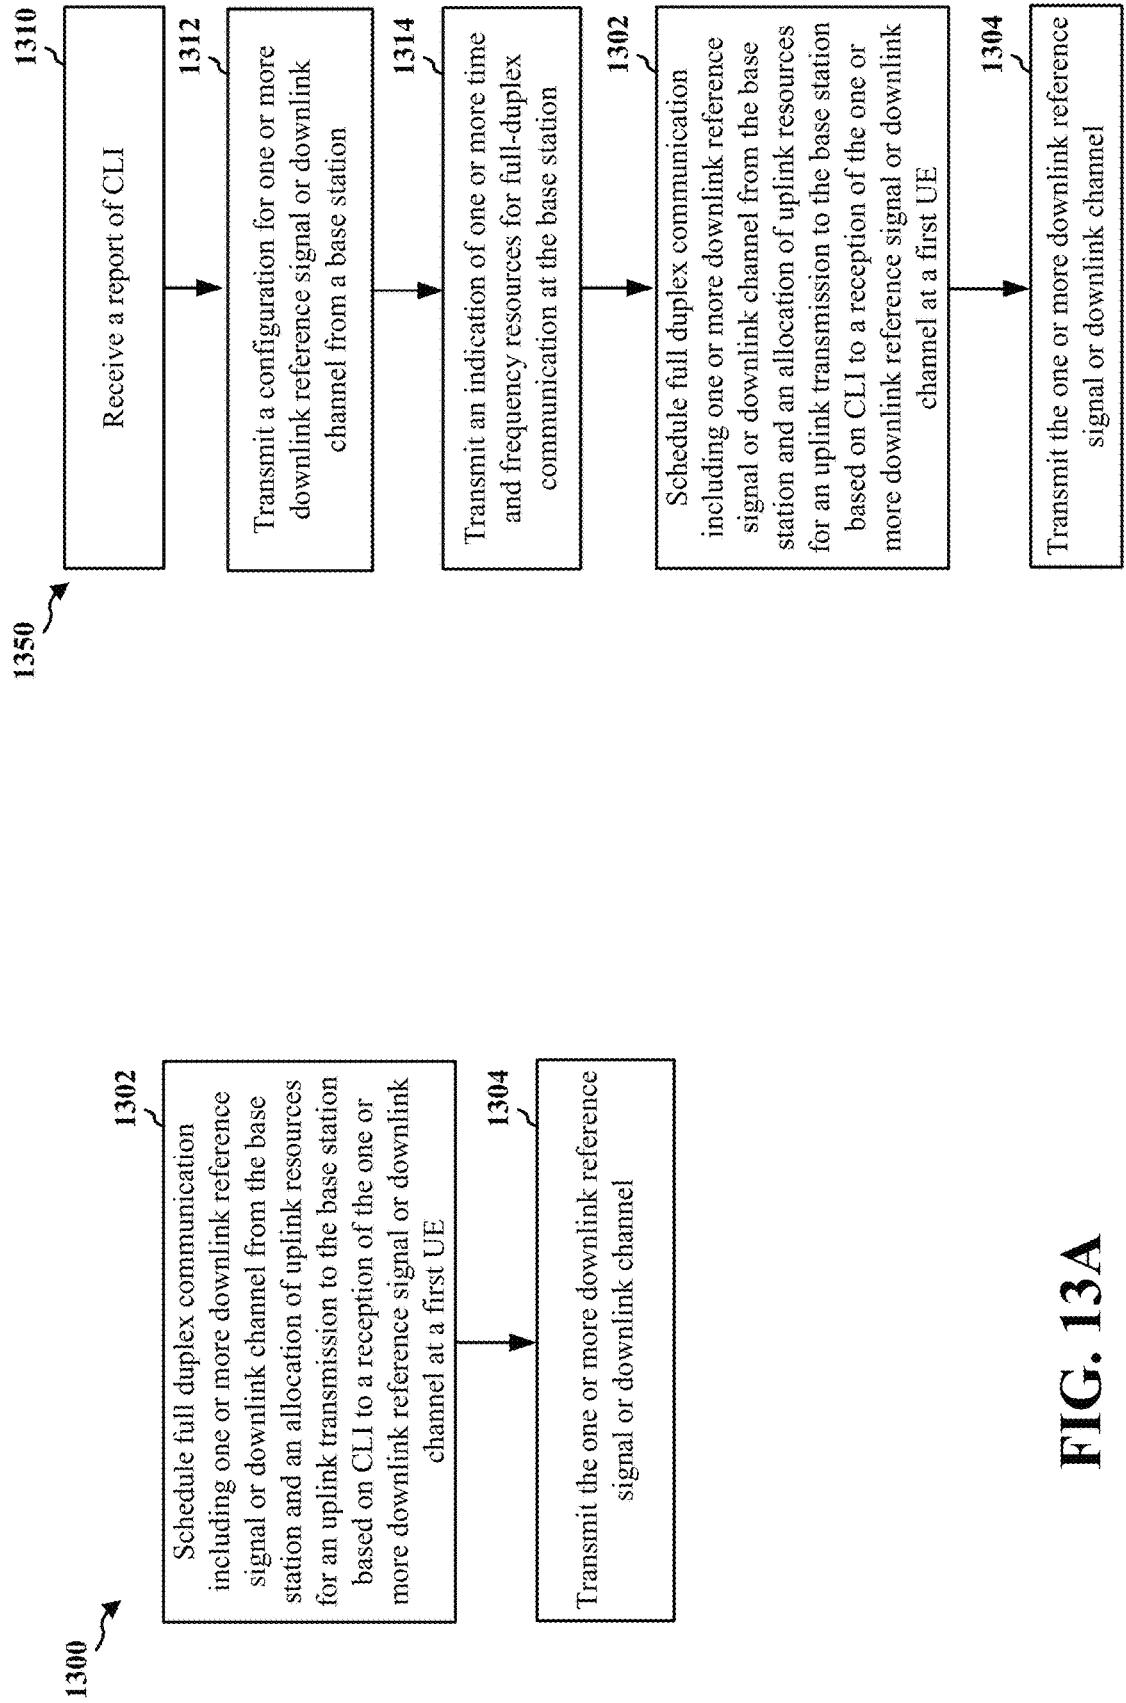 1300
1302
Schedule full duplex communication
including one or more downlink reference
signal or downlink channel from the base
station and an allocation of uplink resources
for an uplink transmission to the base station
based on CLI to a reception of the one or
more downlink reference signal or downlink
channel at a first UE
1304
Transmit the one or more downlink reference
signal or downlink channel
1350
1310
Receive a report of CLI
1312
Transmit a configuration for one or more
downlink reference signal or downlink
channel from a base station
1314
Transmit an indication of one or more time
and frequency resources for full-duplex
communication at the base station
1302
Schedule full duplex communication
including one or more downlink reference
signal or downlink channel from the base
station and an allocation of uplink resources
for an uplink transmission to the base station
based on CLI to a reception of the one or
more downlink reference signal or downlink
channel at a first UE
1304
Transmit the one or more downlink reference
signal or downlink channel
FIG. 13A